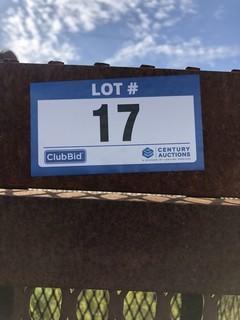 LOT #
17
ClubBid
CENTURY
AUCTIONS